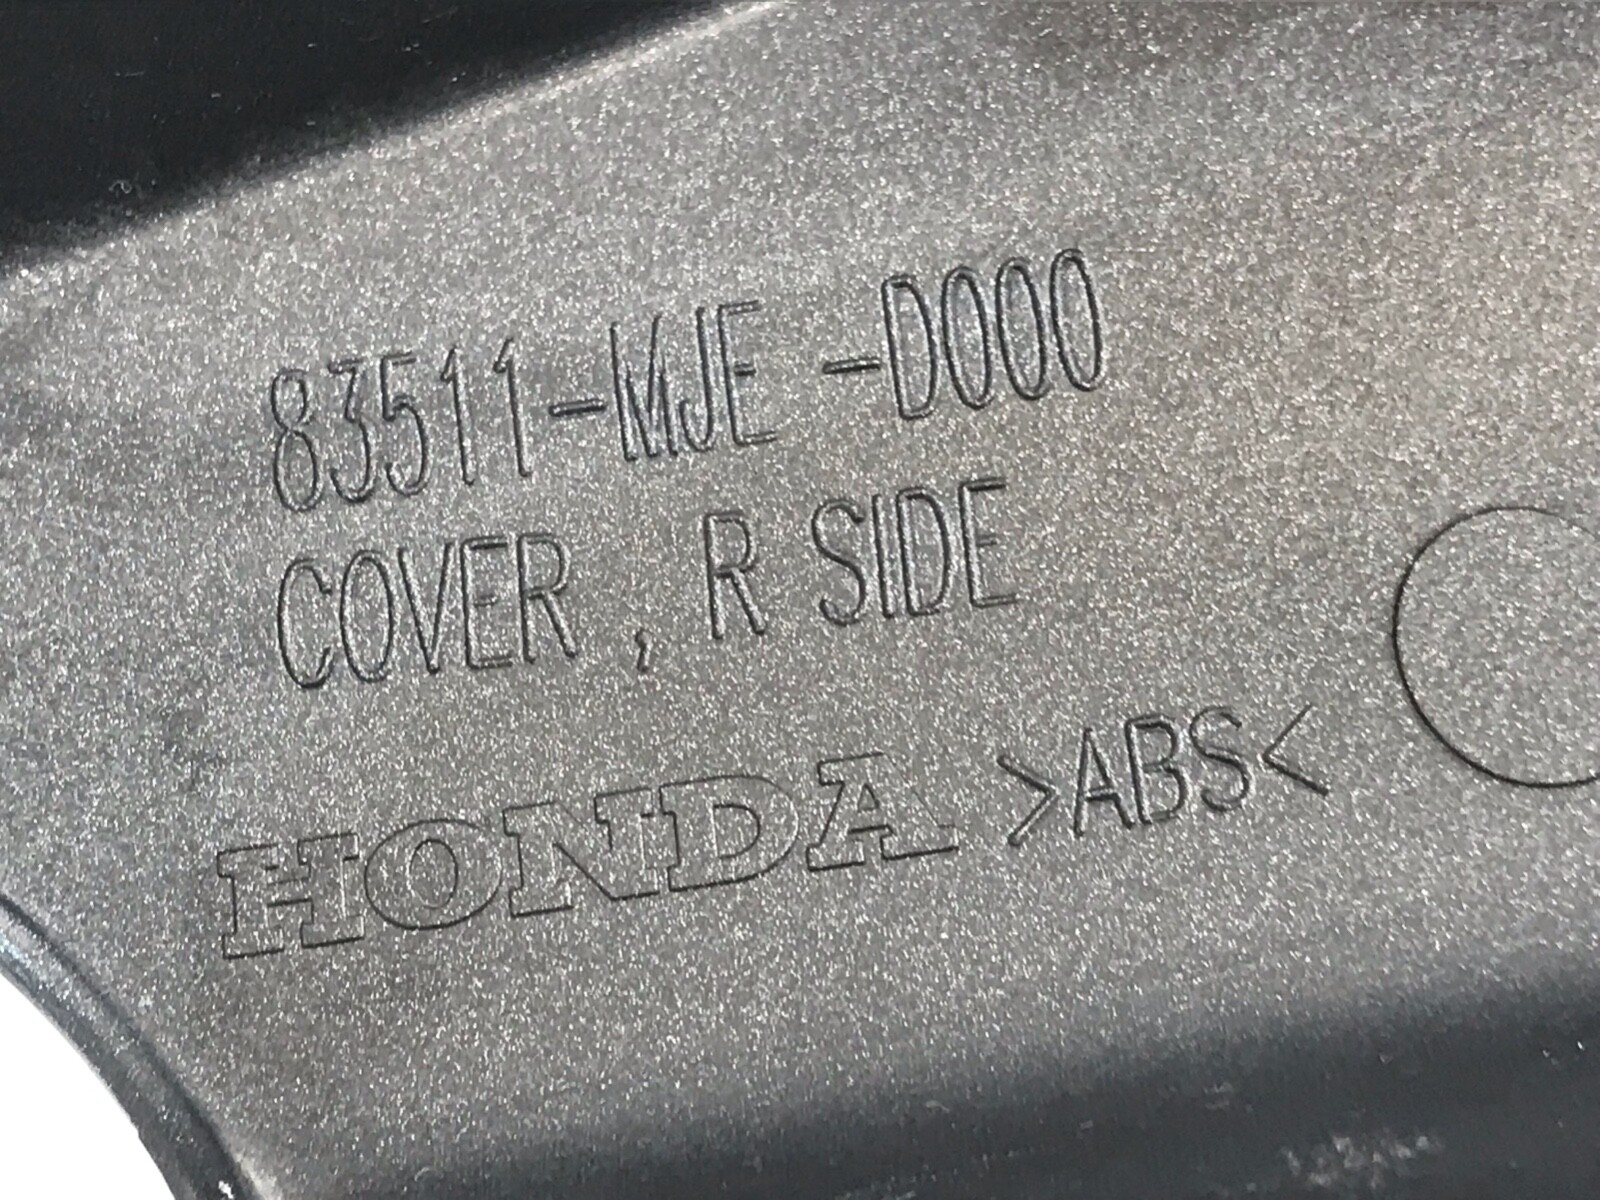 83511-MJE-D000
COVER, R SIDE
HONDA >ABS<